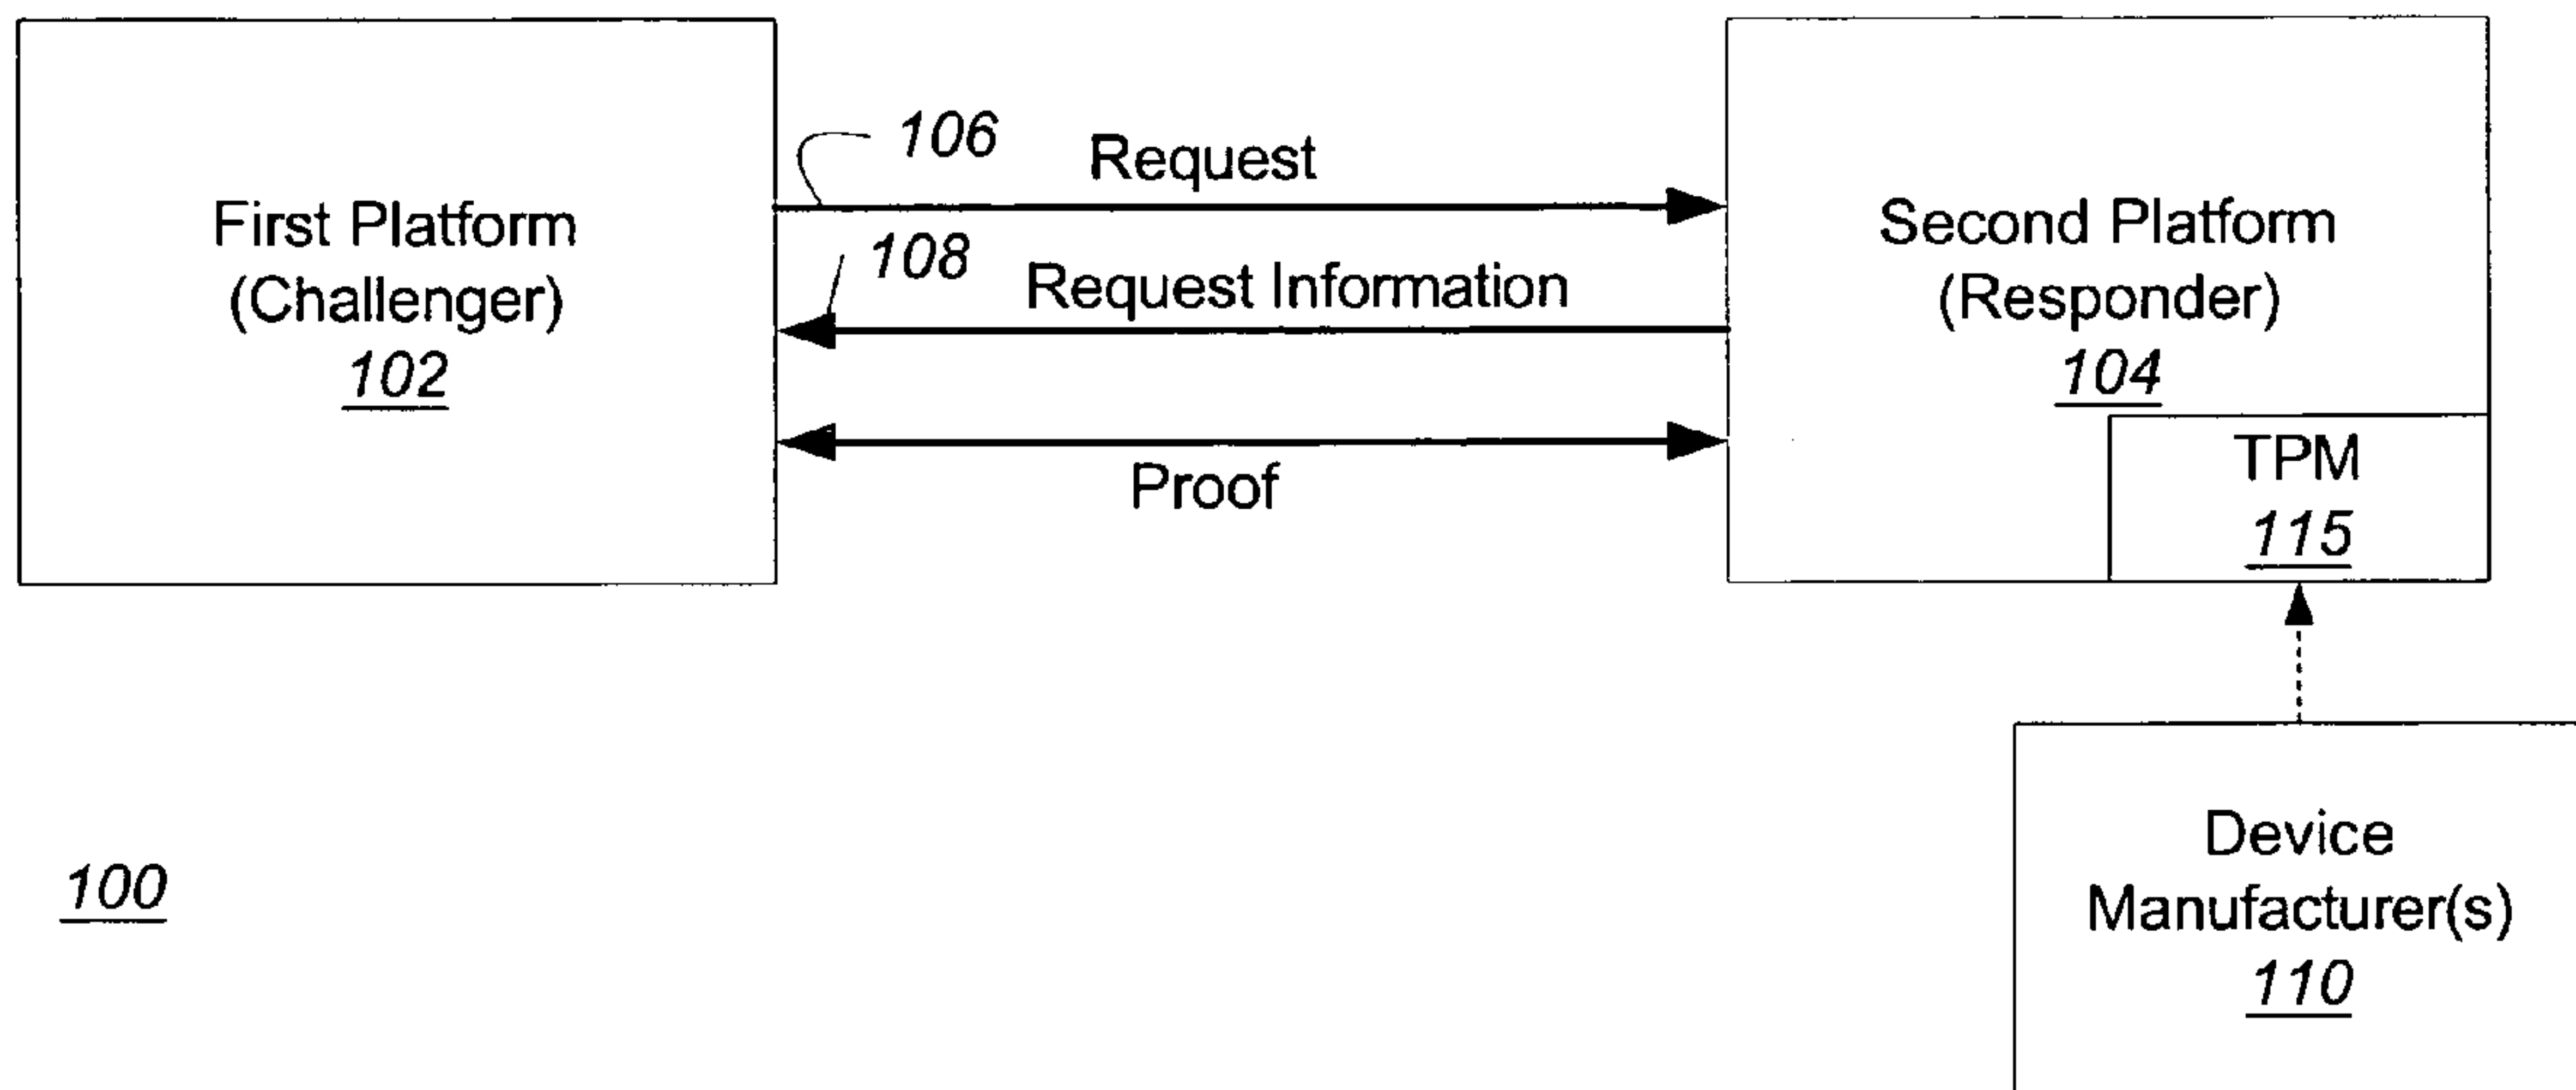 First Platform
(Challenger)
102
106
Request
108
Request Information
Proof
Second Platform
(Responder)
104
TPM
115
100
Device
Manufacturer(s)
110